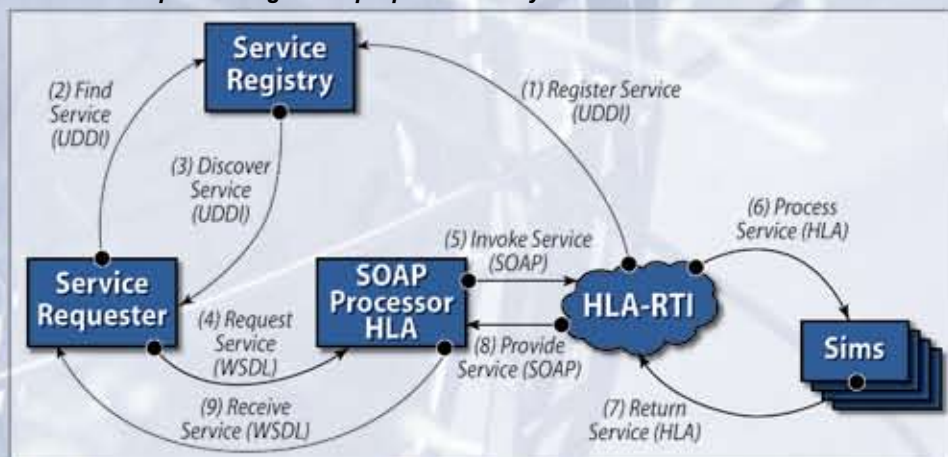 Service
Registry
(2) Find
Service
(UDDI)
(1) Register Service
(UDDI)
(3) Discover
Service
(UDDI)
(6) Process
Service (HLA)
(5) Invoke Service
(SOAP)
Service
Requester
SOAP
Processor
HLA
HLA-RTI
(4) Request
Service
(WSDL)
(8) Provide
Service (SOAP)
Sims
(9) Receive
Service (WSDL)
(7) Return
Service (HLA)